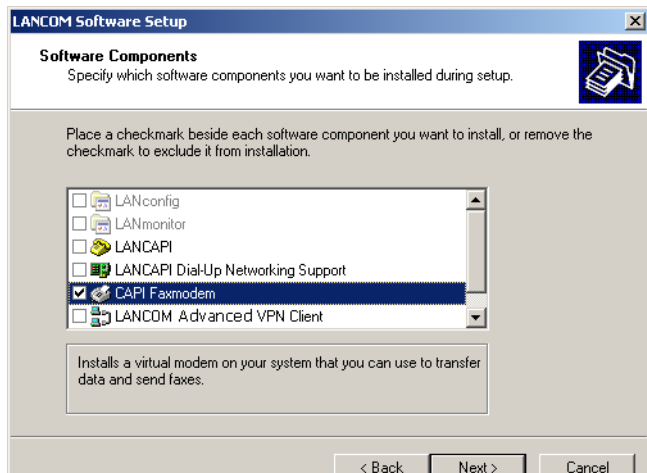 LANCOM Software Setup
Software Components
Specify which software components you want to be installed during setup.
Place a checkmark beside each software component you want to install, or remove the
checkmark to exclude it from installation.
LANconfig
LANmonitor
LANCAPI
LANCAPI Dial-Up Networking Support
CAPI Faxmodem
LANCOM Advanced VPN Client
Installs a virtual modem on your system that you can use to transfer
data and send faxes.
< Back Next > Cancel